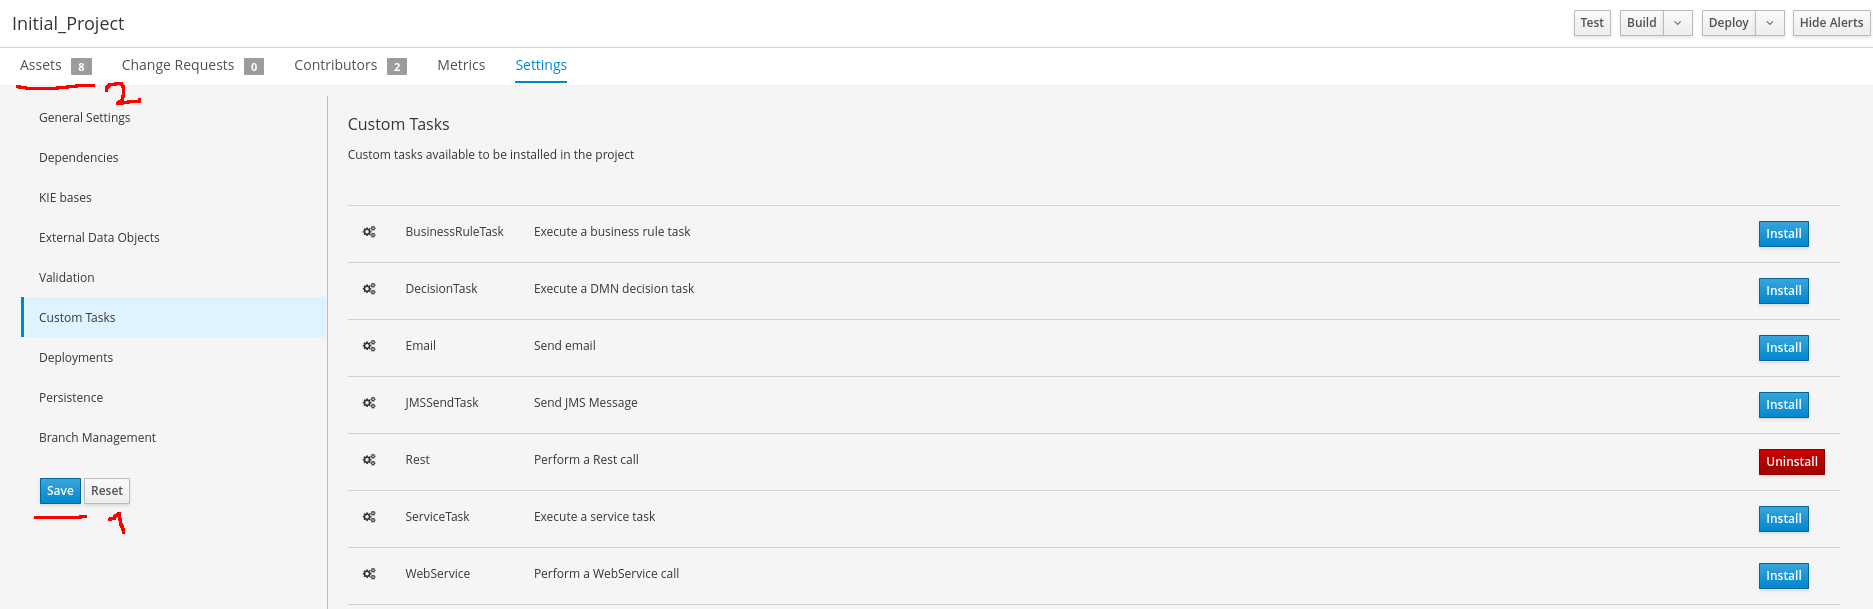 Initial_Project Test Build Deploy Hide Alerts
Assets 8 Change Requests 0 Contributors 2 Metrics Settings
2
General Settings
Dependencies
KIE bases
External Data Objects
Validation
Custom Tasks
Deployments
Persistence
Branch Management
Save Reset
1
Custom Tasks
Custom tasks available to be installed in the project
BusinessRuleTask Execute a business rule task Install
DecisionTask Execute a DMN decision task Install
Email Send email Install
JMSSendTask Send JMS Message Install
Rest Perform a Rest call Uninstall
ServiceTask Execute a service task Install
WebService Perform a WebService call Install